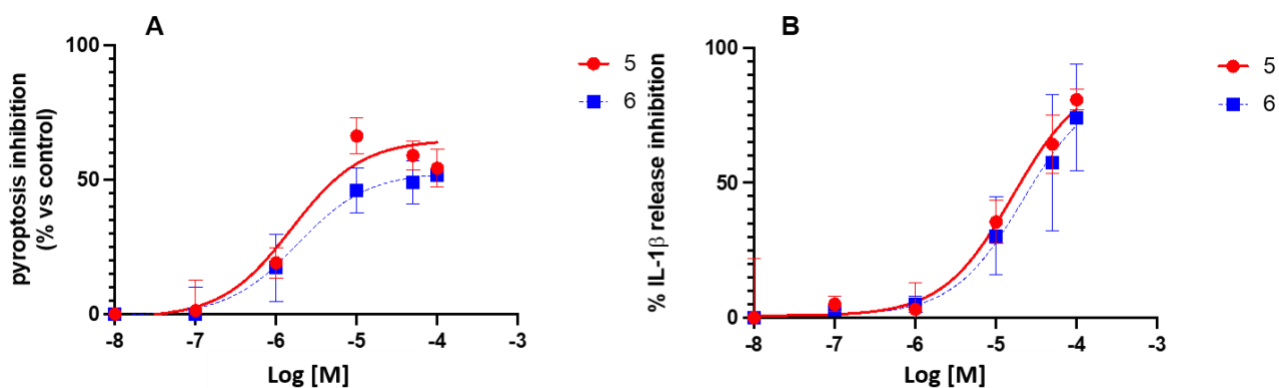 A
pyroptosis inhibition
(% vs control)
100
50
0
-8 -7 -6 -5 -4 -3
Log [M]
5
6
B
% IL-1β release inhibition
100
50
0
-8 -7 -6 -5 -4 -3
Log [M]
5
6